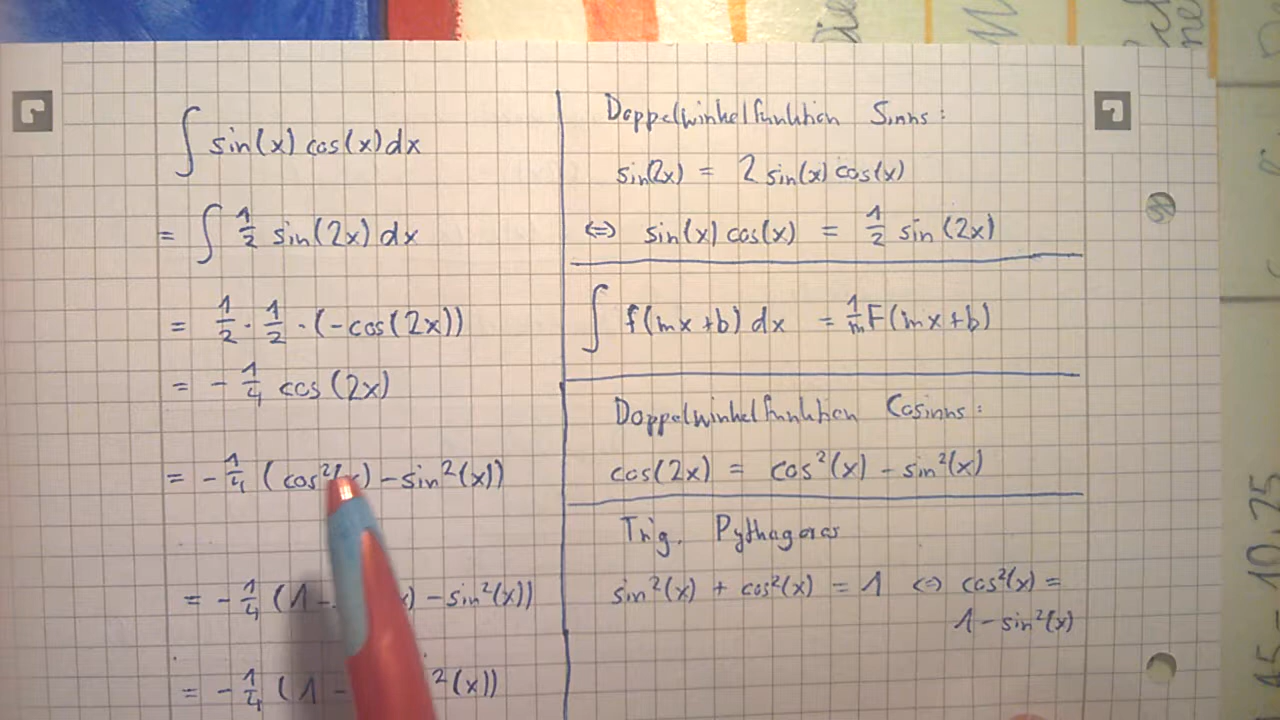 ∫ sin(x) cos(x) dx
= ∫ 1/2 sin(2x) dx
= 1/2 · 1/2 · (-cos(2x))
= - 1/4 cos(2x)
= - 1/4 (cos²(x) - sin²(x))
= - 1/4 (1 - - sin²(x))
= - 1/4 (1 - ²(x))
Doppelwinkelfunktion Sinus:
sin(2x) = 2 sin(x) cos(x)
⇔ sin(x) cos(x) = 1/2 sin(2x)
∫ f(mx+b) dx = 1/m F(mx+b)
Doppelwinkelfunktion Cosinus:
cos(2x) = cos²(x) - sin²(x)
Trig. Pythagoras
sin²(x) + cos²(x) = 1 ⇔ cos²(x) =
1 - sin²(x)
Die